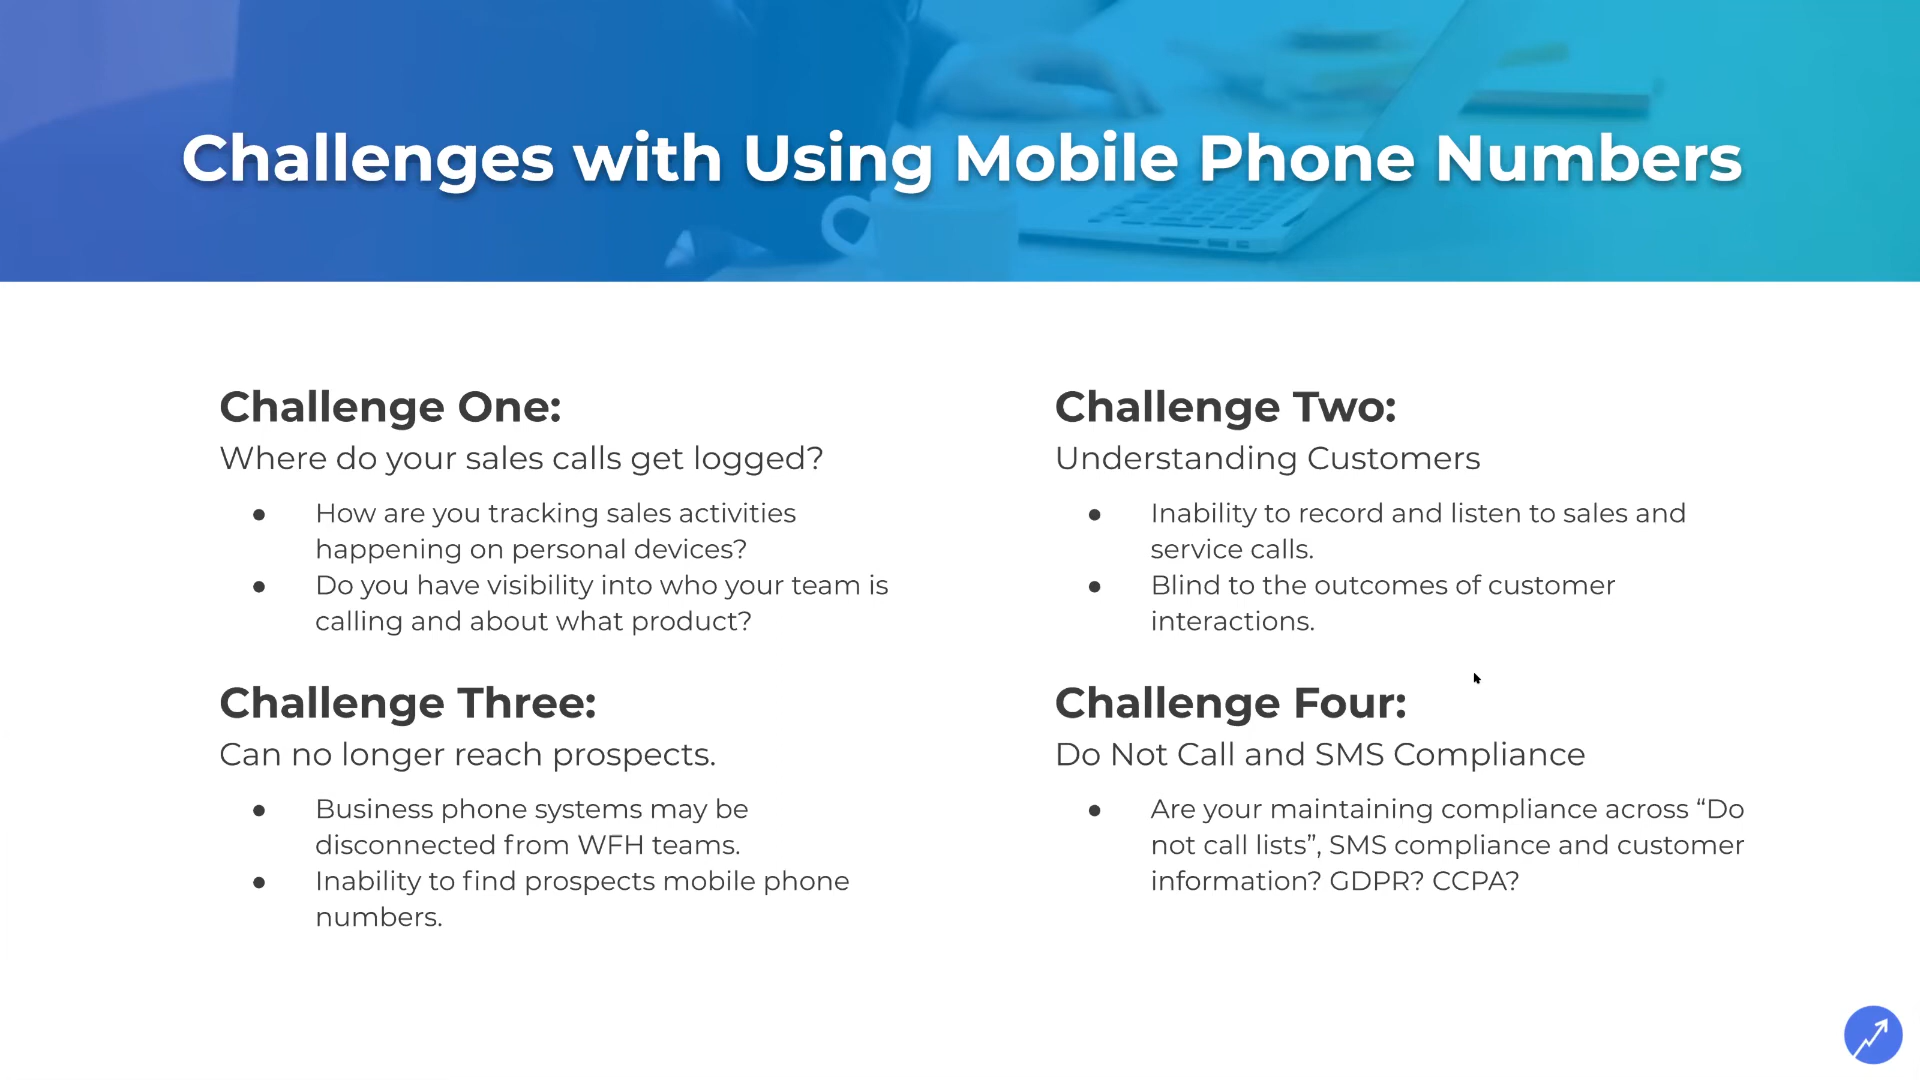 Challenges with Using Mobile Phone Numbers
Challenge One:
Where do your sales calls get logged?
● How are you tracking sales activities
happening on personal devices?
● Do you have visibility into who your team is
calling and about what product?
Challenge Two:
Understanding Customers
● Inability to record and listen to sales and
service calls.
● Blind to the outcomes of customer
interactions.
Challenge Three:
Can no longer reach prospects.
● Business phone systems may be
disconnected from WFH teams.
● Inability to find prospects mobile phone
numbers.
Challenge Four:
Do Not Call and SMS Compliance
● Are your maintaining compliance across “Do
not call lists”, SMS compliance and customer
information? GDPR? CCPA?